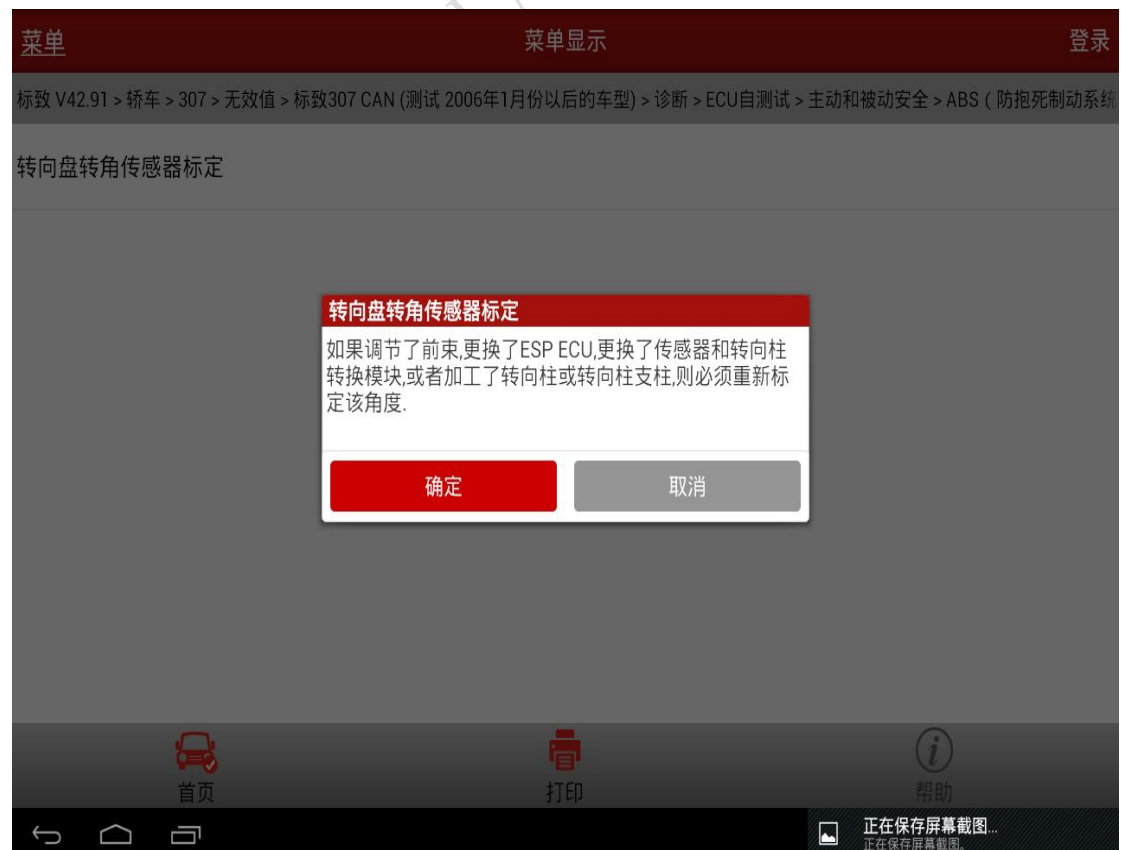 菜单
菜单显示
登录
标致 V42.91 > 轿车 > 307 > 无效值 > 标致307 CAN (测试 2006年1月份以后的车型) > 诊断 > ECU自测试 > 主动和被动安全 > ABS ( 防抱死制动系统
转向盘转角传感器标定
转向盘转角传感器标定
如果调节了前束,更换了ESP ECU,更换了传感器和转向柱
转换模块,或者加工了转向柱或转向柱支柱,则必须重新标
定该角度.
确定
取消
首页
打印
帮助
正在保存屏幕截图...
正在保存屏幕截图。